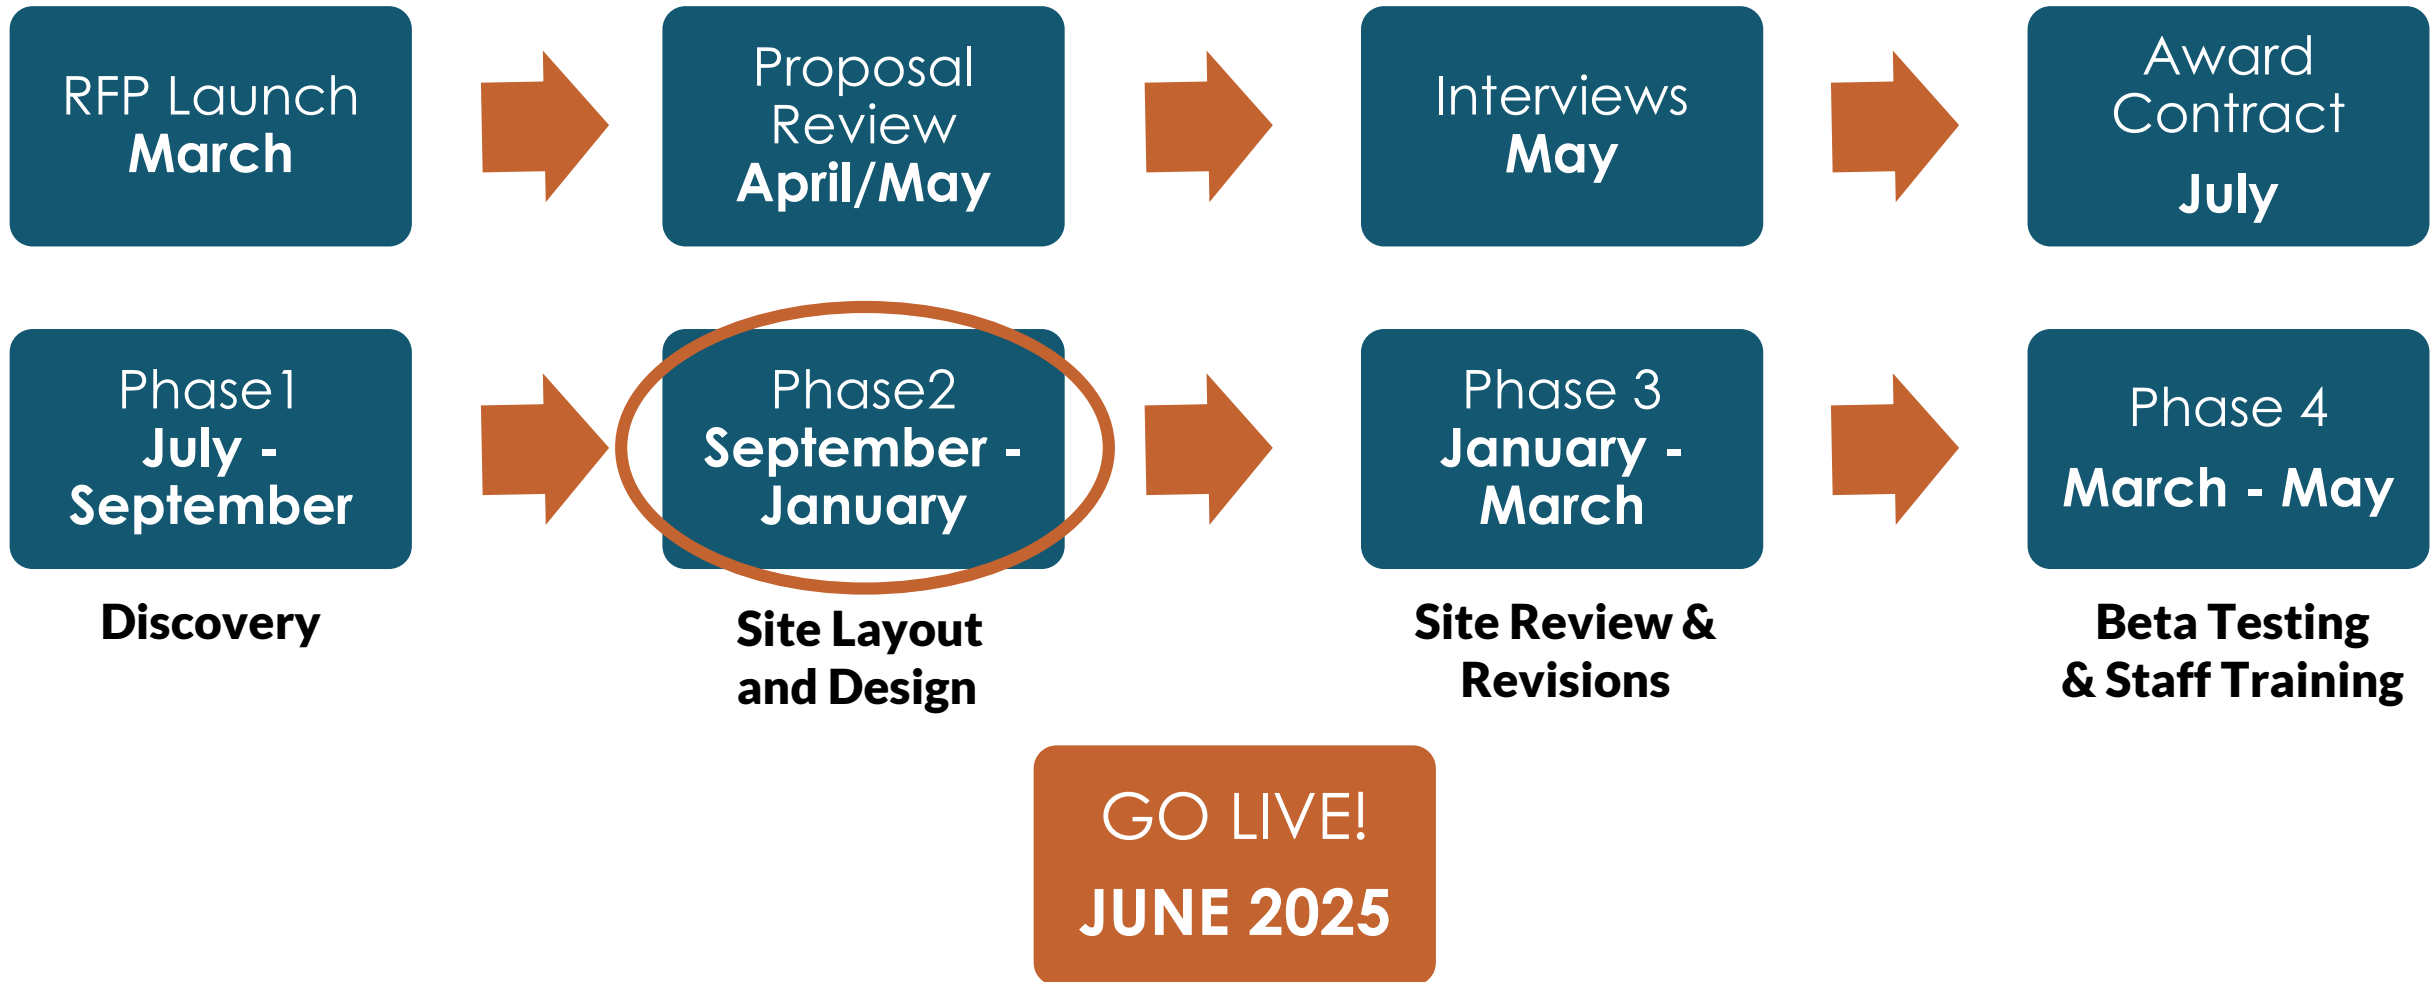 RFP Launch
March
Proposal
Review
April/May
Interviews
May
Award
Contract
July
Phase1
July -
September
Phase2
September -
January
Phase 3
January -
March
Phase 4
March - May
Discovery
Site Layout
and Design
Site Review &
Revisions
Beta Testing
& Staff Training
GO LIVE!
JUNE 2025